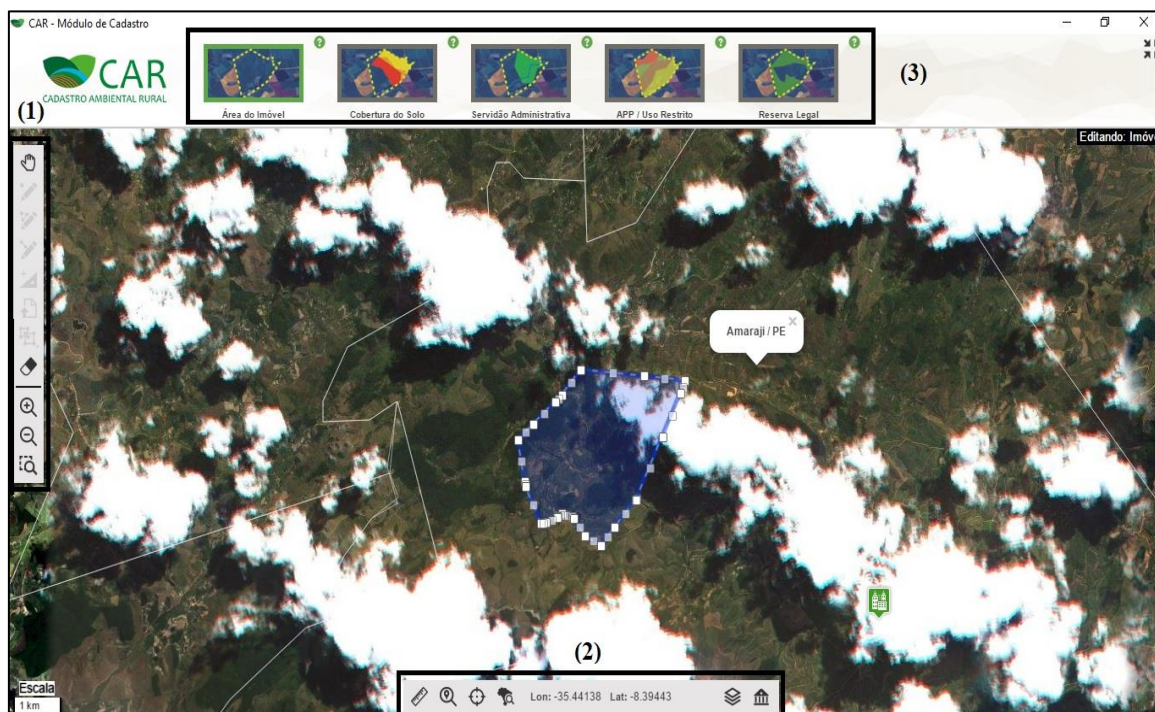 CAR - Módulo de Cadastro
CAR
CADASTRO AMBIENTAL RURAL
(1)
? ? ? ? ?
Área do Imóvel
Cobertura do Solo
Servidão Administrativa
APP / Uso Restrito
Reserva Legal
(3)
Editando: Imóve
Amaraji / PE
(2)
Escala
1 km
Lon: -35.44138 Lat: -8.39443